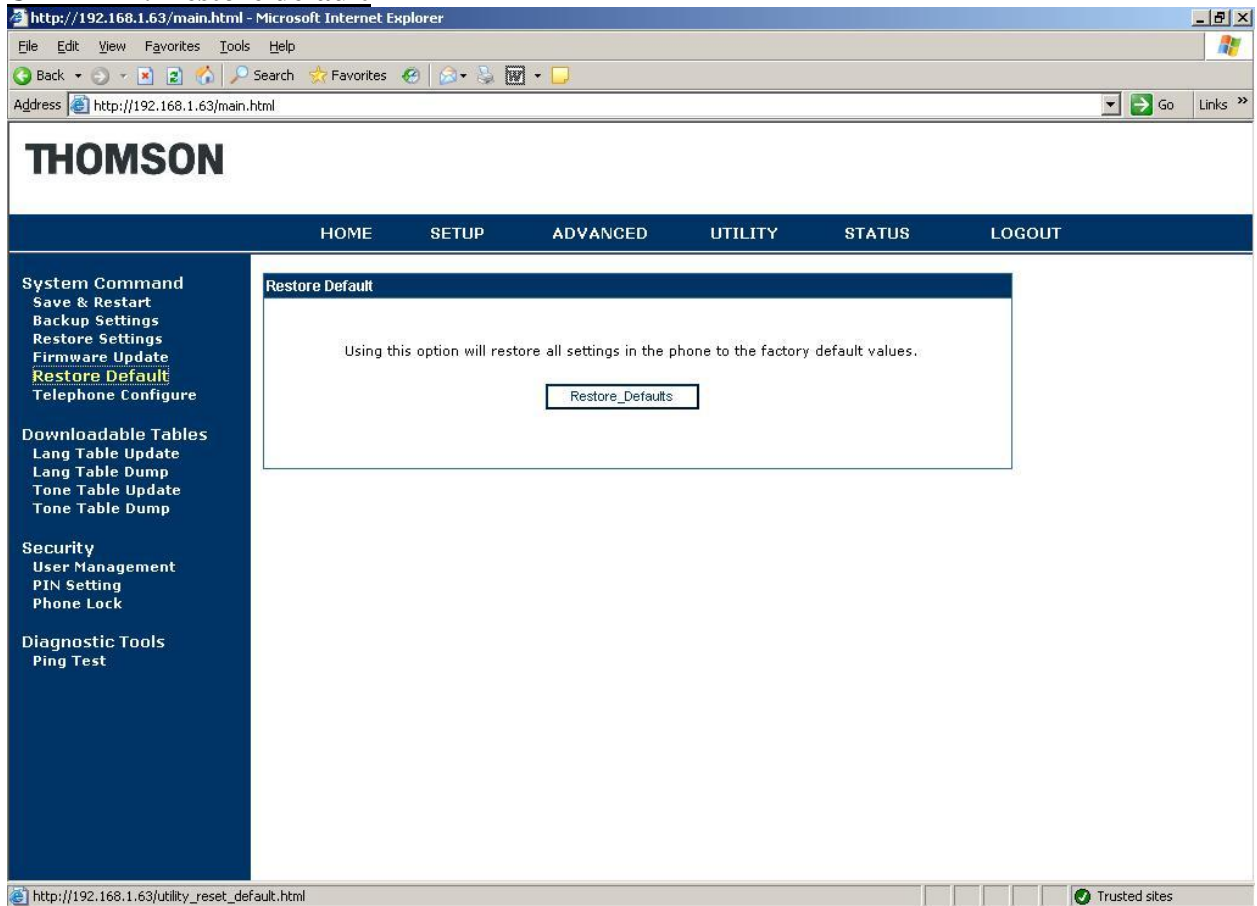 http://192.168.1.63/main.html - Microsoft Internet Explorer
File Edit View Favorites Tools Help
Back Search Favorites
Address http://192.168.1.63/main.html Go Links »
THOMSON
HOME SETUP ADVANCED UTILITY STATUS LOGOUT
System Command
Save & Restart
Backup Settings
Restore Settings
Firmware Update
Restore Default
Telephone Configure
Downloadable Tables
Lang Table Update
Lang Table Dump
Tone Table Update
Tone Table Dump
Security
User Management
PIN Setting
Phone Lock
Diagnostic Tools
Ping Test
Restore Default
Using this option will restore all settings in the phone to the factory default values.
Restore_Defaults
http://192.168.1.63/utility_reset_default.html
Trusted sites